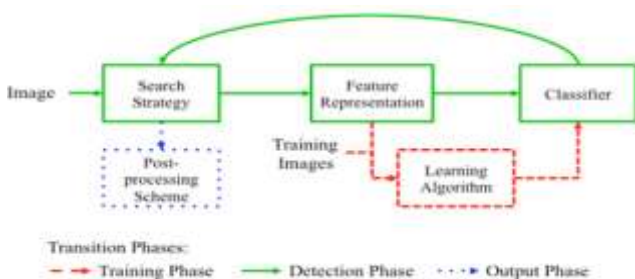 Image
Search
Strategy
Feature
Representation
Classifier
Post-
processing
Scheme
Training
Images
Learning
Algorithm
Transition Phases:
Training Phase
Detection Phase
Output Phase